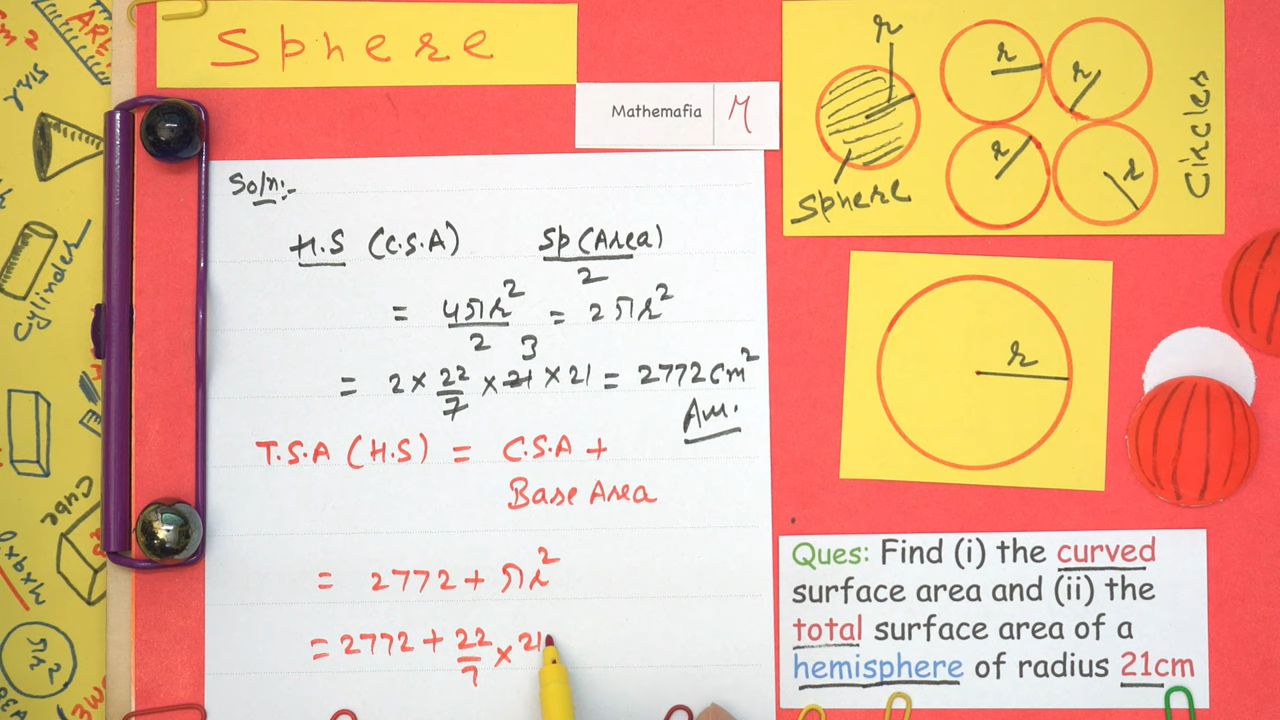 Sphere
Mathemafia M
Soln:-
H.S (C.S.A) Sp(Area)
2
= 4πr² = 2πr²
2
3
= 2 × 22 × 21 × 21 = 2772 cm²
7
T.S.A (H.S) = C.S.A +
Base Area
= 2772 + πr²
= 2772 + 22 × 21
7
r
Sphere
r
r
r
r
Circles
r
Ques: Find (i) the curved
surface area and (ii) the
total surface area of a
hemisphere of radius 21cm
Cylinder
Cube
πr²